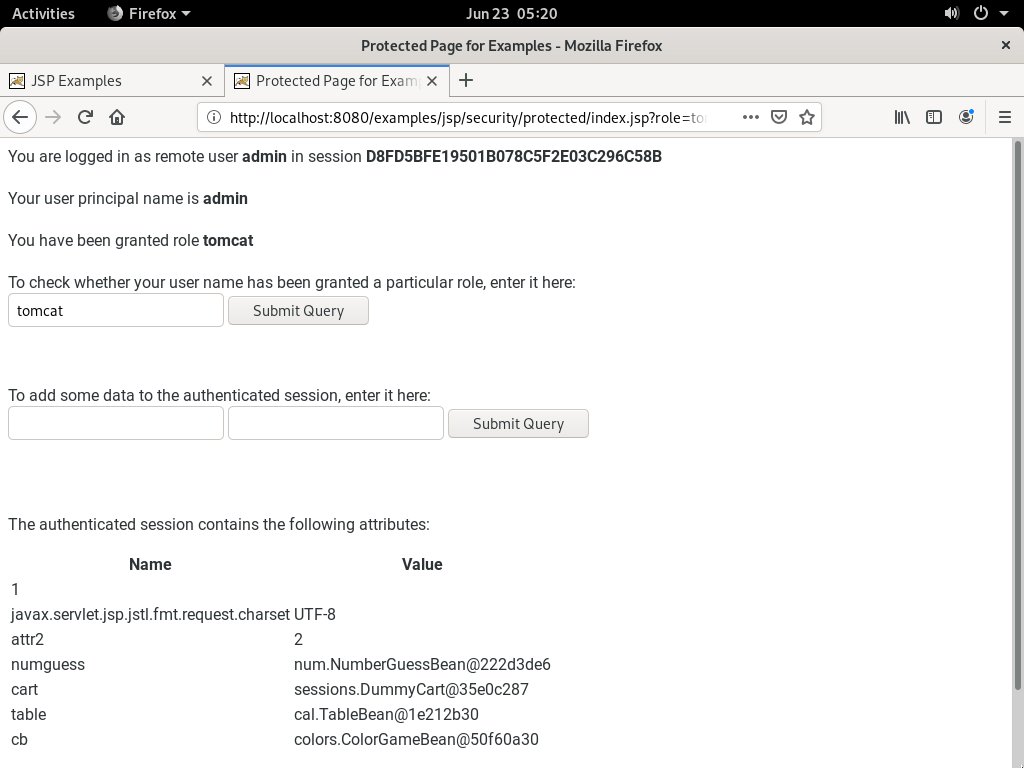 Activities
Firefox
Jun 23 05:20
Protected Page for Examples - Mozilla Firefox
JSP Examples
Protected Page for Exam
http://localhost:8080/examples/jsp/security/protected/index.jsp?role=to
You are logged in as remote user admin in session D8FD5BFE19501B078C5F2E03C296C58B
Your user principal name is admin
You have been granted role tomcat
To check whether your user name has been granted a particular role, enter it here:
tomcat Submit Query
To add some data to the authenticated session, enter it here:
Submit Query
The authenticated session contains the following attributes:
Name Value
1
javax.servlet.jsp.jstl.fmt.request.charset UTF-8
attr2 2
numguess num.NumberGuessBean@222d3de6
cart sessions.DummyCart@35e0c287
table cal.TableBean@1e212b30
cb colors.ColorGameBean@50f60a30